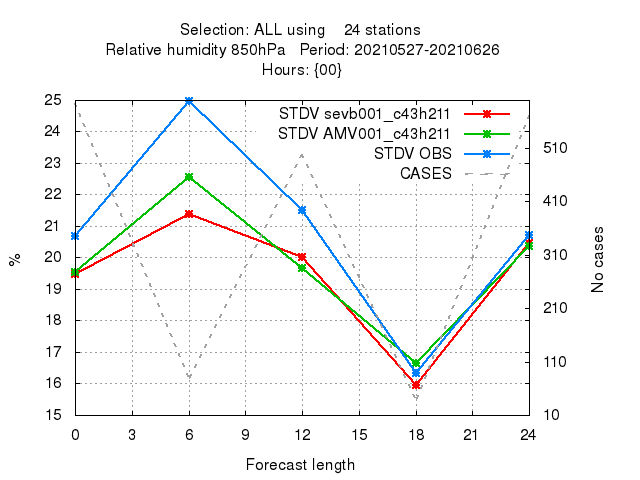 Selection: ALL using    24 stations
Relative humidity 850hPa   Period: 20210527-20210626
Hours: {00}
STDV sevb001_c43h211
STDV AMV001_c43h211
STDV OBS
CASES
25
24
23
22
21
20
19
18
17
16
15
%
510
410
310
210
110
10
No cases
0 3 6 9 12 15 18 21 24
Forecast length